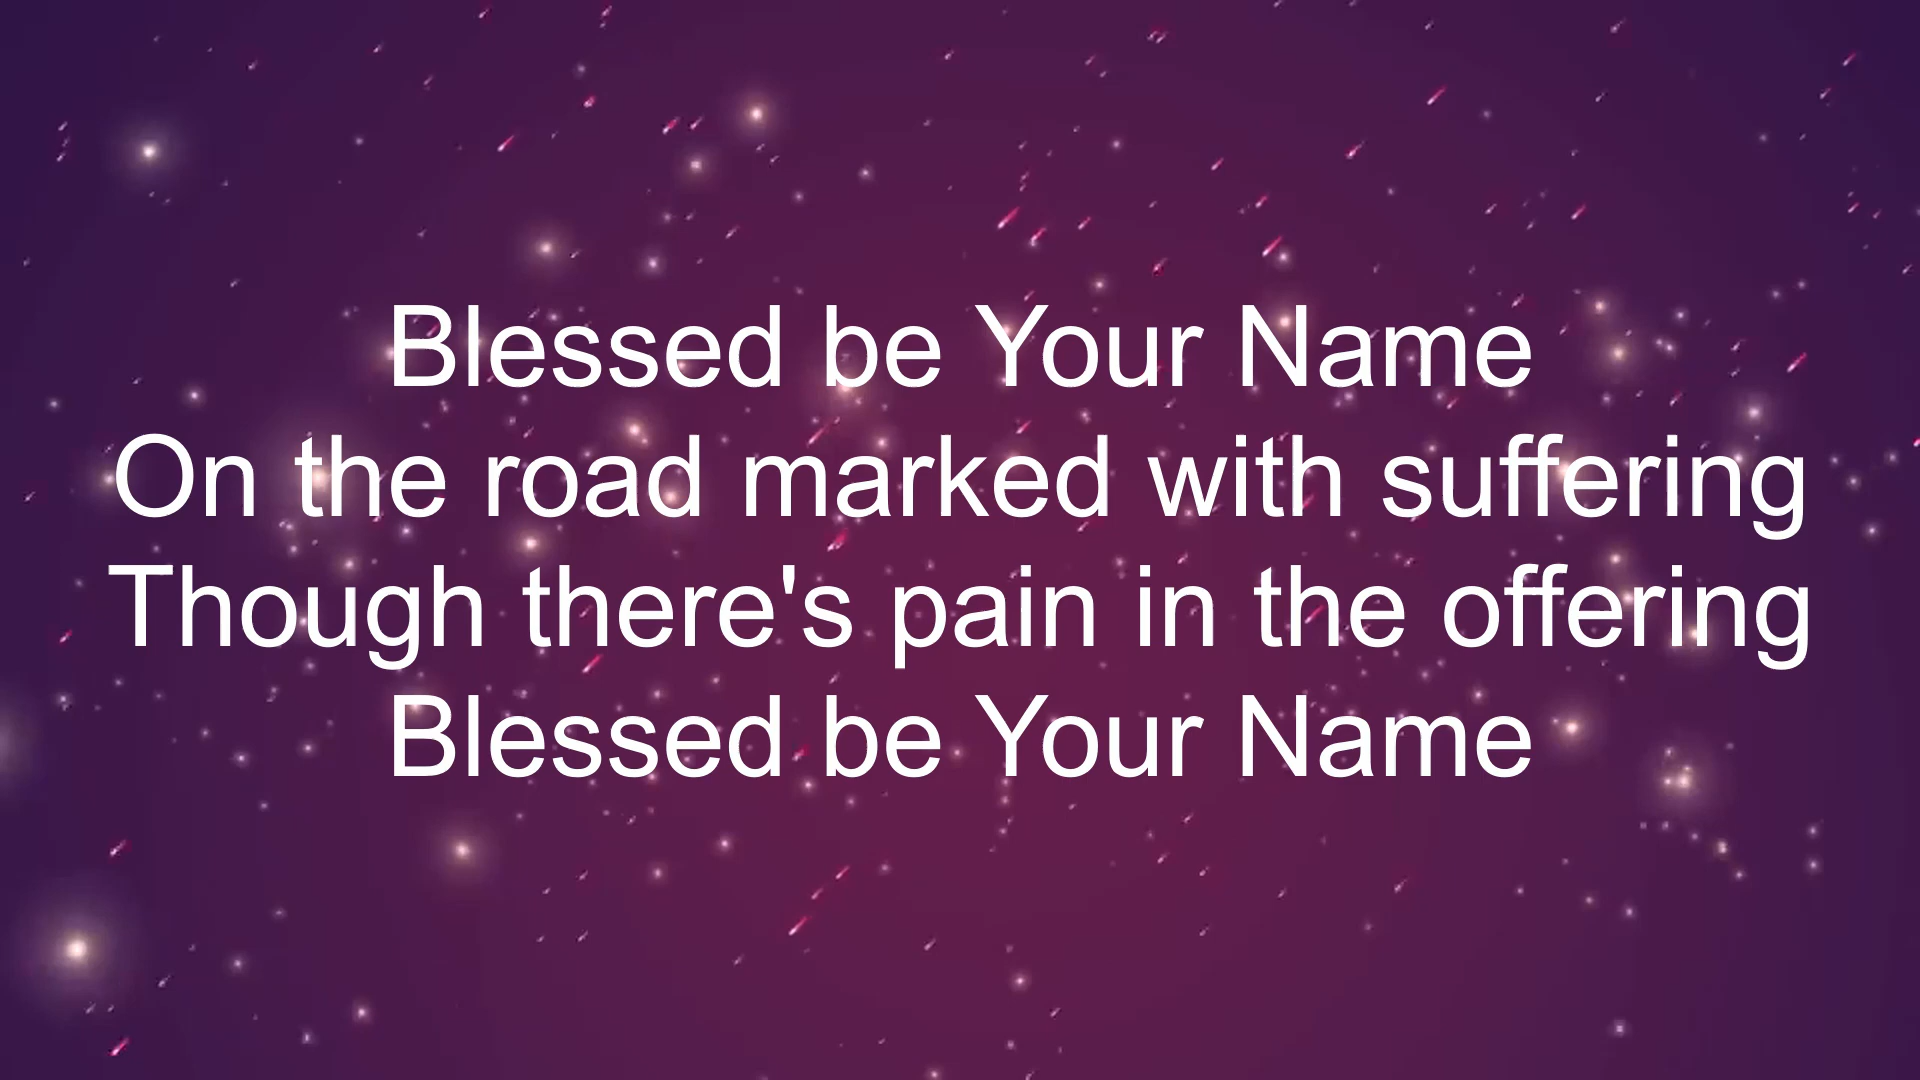 Blessed be Your Name
On the road marked with suffering
Though there's pain in the offering
Blessed be Your Name